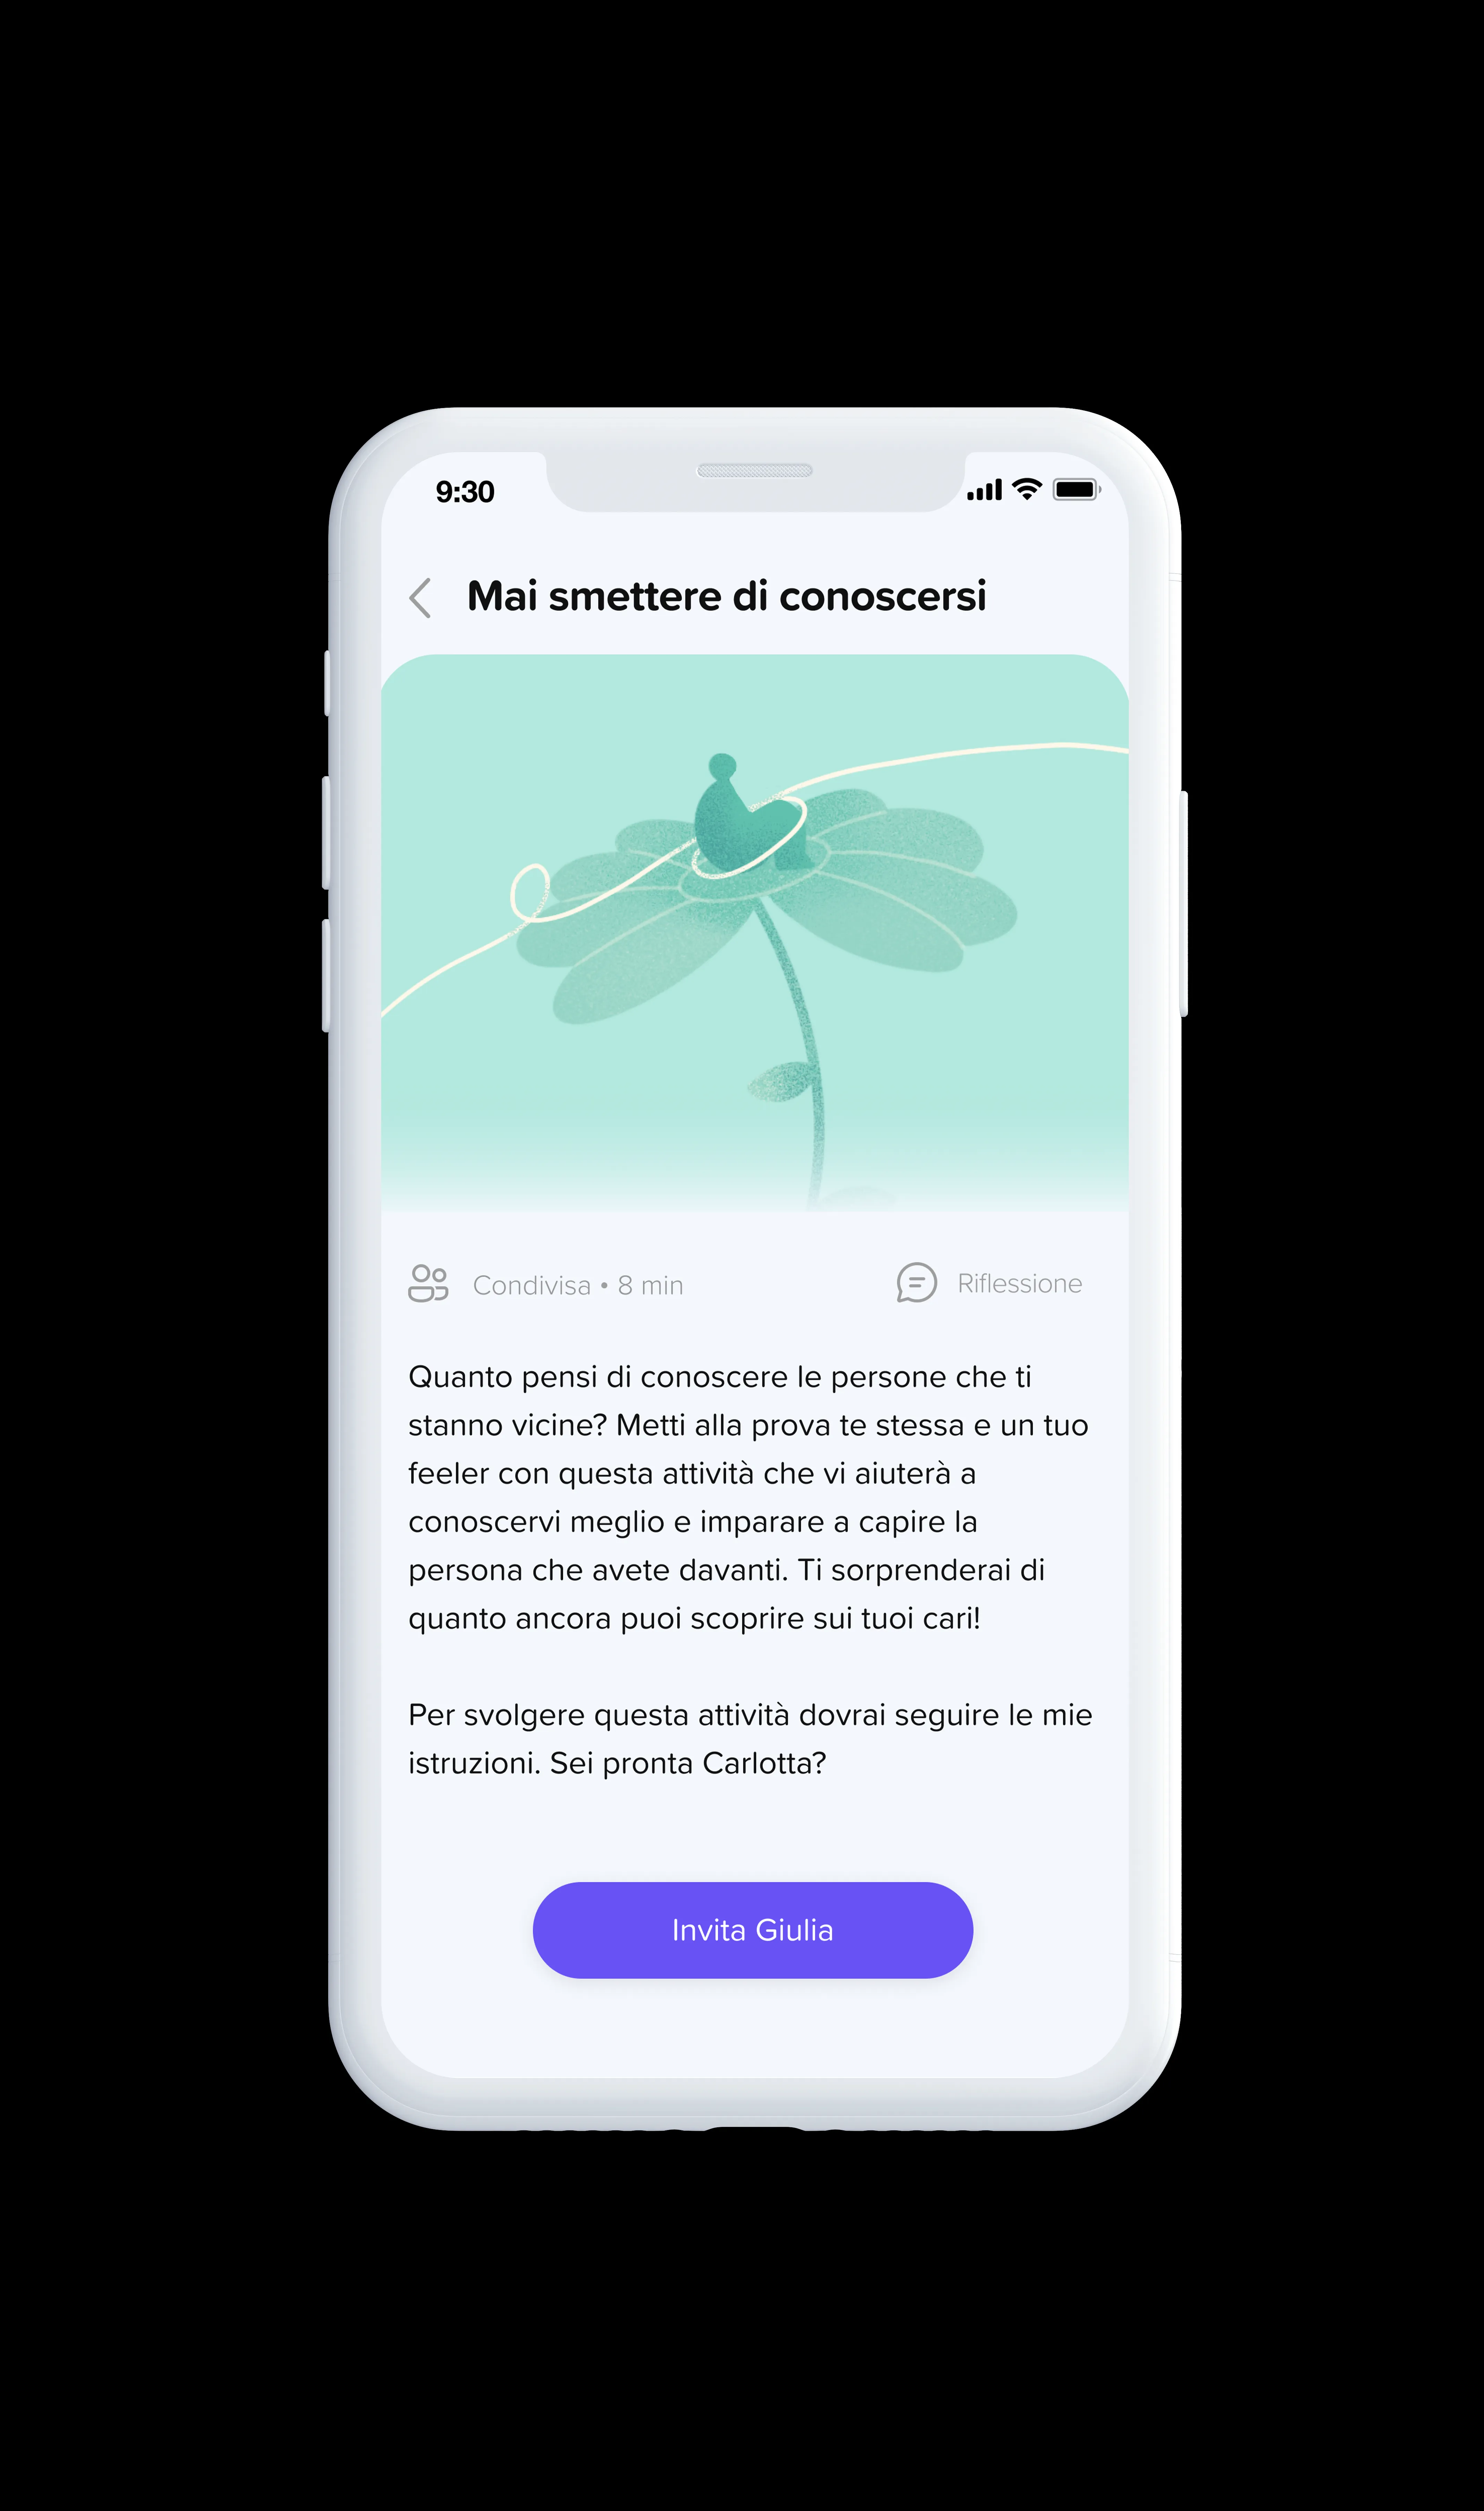 9:30
Mai smettere di conoscersi
Condivisa • 8 min
Riflessione
Quanto pensi di conoscere le persone che ti
stanno vicine? Metti alla prova te stessa e un tuo
feeler con questa attività che vi aiuterà a
conoscervi meglio e imparare a capire la
persona che avete davanti. Ti sorprenderai di
quanto ancora puoi scoprire sui tuoi cari!
Per svolgere questa attività dovrai seguire le mie
istruzioni. Sei pronta Carlotta?
Invita Giulia